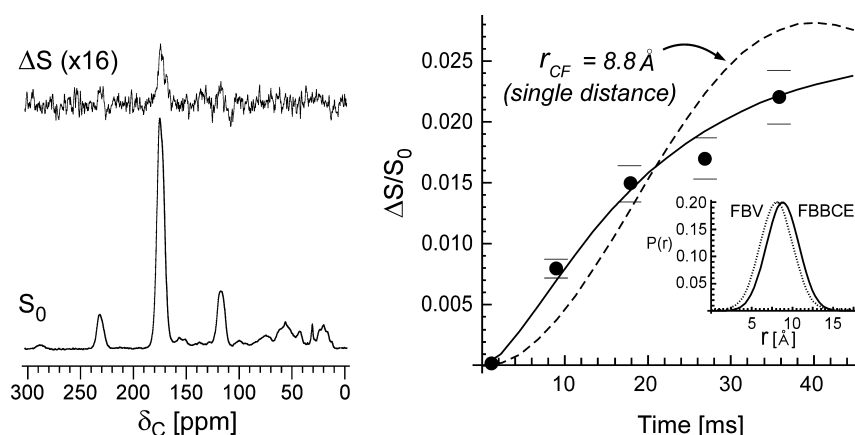 ΔS (x16)
S0
300 250 200 150 100 50 0
δC [ppm]
ΔS/S0
0.025
0.020
0.015
0.010
0.005
rCF = 8.8 Å
(single distance)
0.20
0.15
0.10
0.05
P(r)
FBV FBBCE
5 10 15
r [Å]
10 20 30 40
Time [ms]